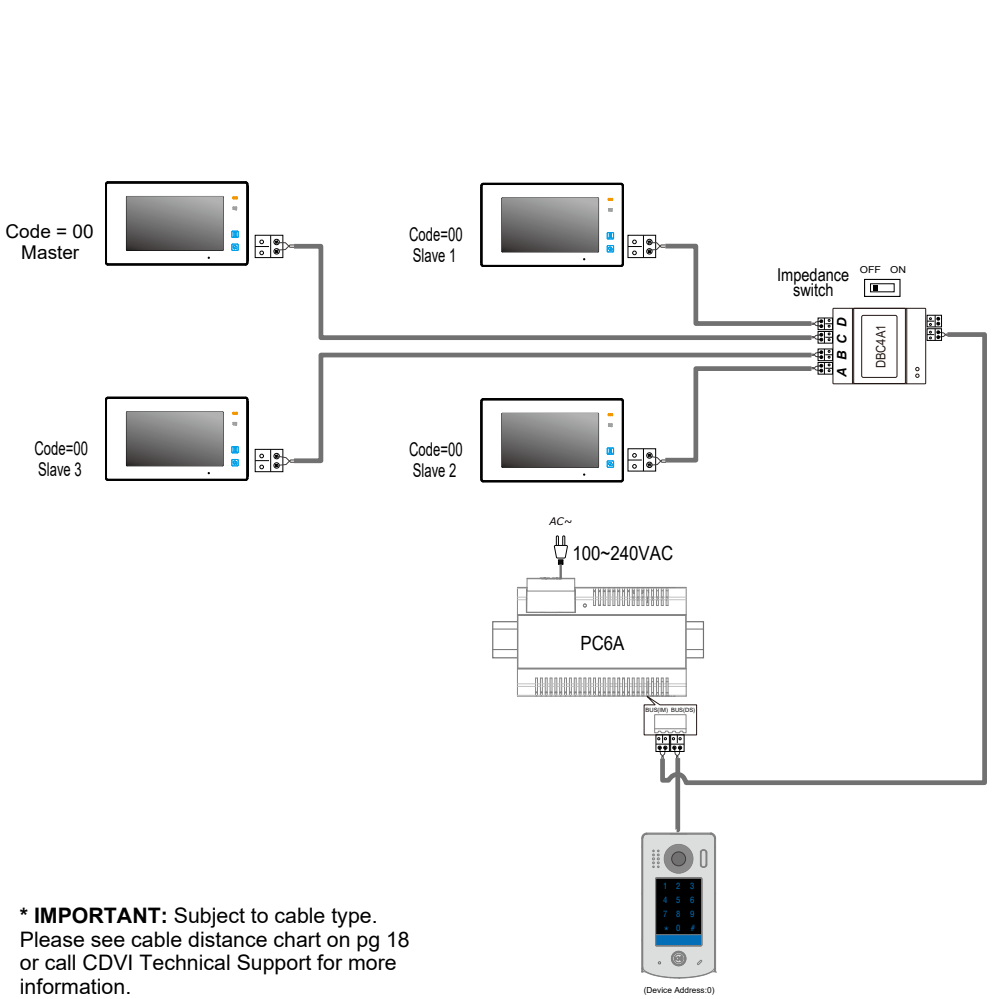 Code = 00
Master
Code=00
Slave 1
Impedance
switch
OFF ON
A B C D
DBC4A1
Code=00
Slave 3
Code=00
Slave 2
AC~
100~240VAC
PC6A
BUS(IM) BUS(DS)
1 2 3
4 5 6
7 8 9
* 0 #
* IMPORTANT: Subject to cable type.
Please see cable distance chart on pg 18
or call CDVI Technical Support for more
information.
(Device Address:0)